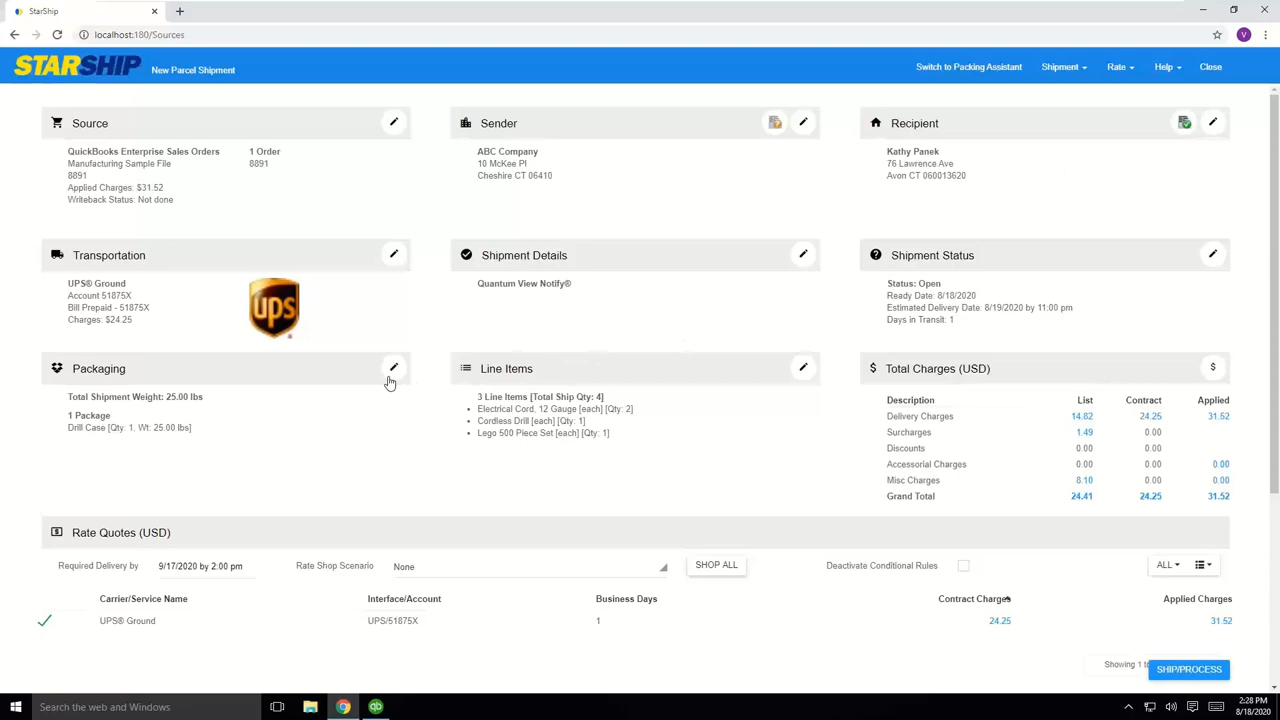 StarShip
localhost:180/Sources
V
STARSHIP
New Parcel Shipment
Switch to Packing Assistant
Shipment
Rate
Help
Close
Source
QuickBooks Enterprise Sales Orders
1 Order
Manufacturing Sample File
8891
8891
Applied Charges: $31.52
Writeback Status: Not done
Sender
ABC Company
10 McKee Pl
Cheshire CT 06410
Recipient
Kathy Panek
76 Lawrence Ave
Avon CT 060013620
Transportation
UPS® Ground
Account 51875X
Bill Prepaid - 51875X
Charges: $24.25
ups
Shipment Details
Quantum View Notify®
Shipment Status
Status: Open
Ready Date: 8/18/2020
Estimated Delivery Date: 8/19/2020 by 11:00 pm
Days in Transit: 1
Packaging
Total Shipment Weight: 25.00 lbs
1 Package
Drill Case [Qty: 1, Wt: 25.00 lbs]
Line Items
3 Line Items [Total Ship Qty: 4]
Electrical Cord, 12 Gauge [each] [Qty: 2]
Cordless Drill [each] [Qty: 1]
Lego 500 Piece Set [each] [Qty: 1]
$ Total Charges (USD) $
Description List Contract Applied
Delivery Charges 14.82 24.25 31.52
Surcharges 1.49 0.00
Discounts 0.00 0.00
Accessorial Charges 0.00 0.00 0.00
Misc Charges 8.10 0.00 0.00
Grand Total 24.41 24.25 31.52
Rate Quotes (USD)
Required Delivery by 9/17/2020 by 2:00 pm Rate Shop Scenario None SHOP ALL Deactivate Conditional Rules ALL
Carrier/Service Name Interface/Account Business Days Contract Charges Applied Charges
UPS® Ground UPS/51875X 1 24.25 31.52
Showing 1
SHIP/PROCESS
Search the web and Windows
2:28 PM
8/18/2020